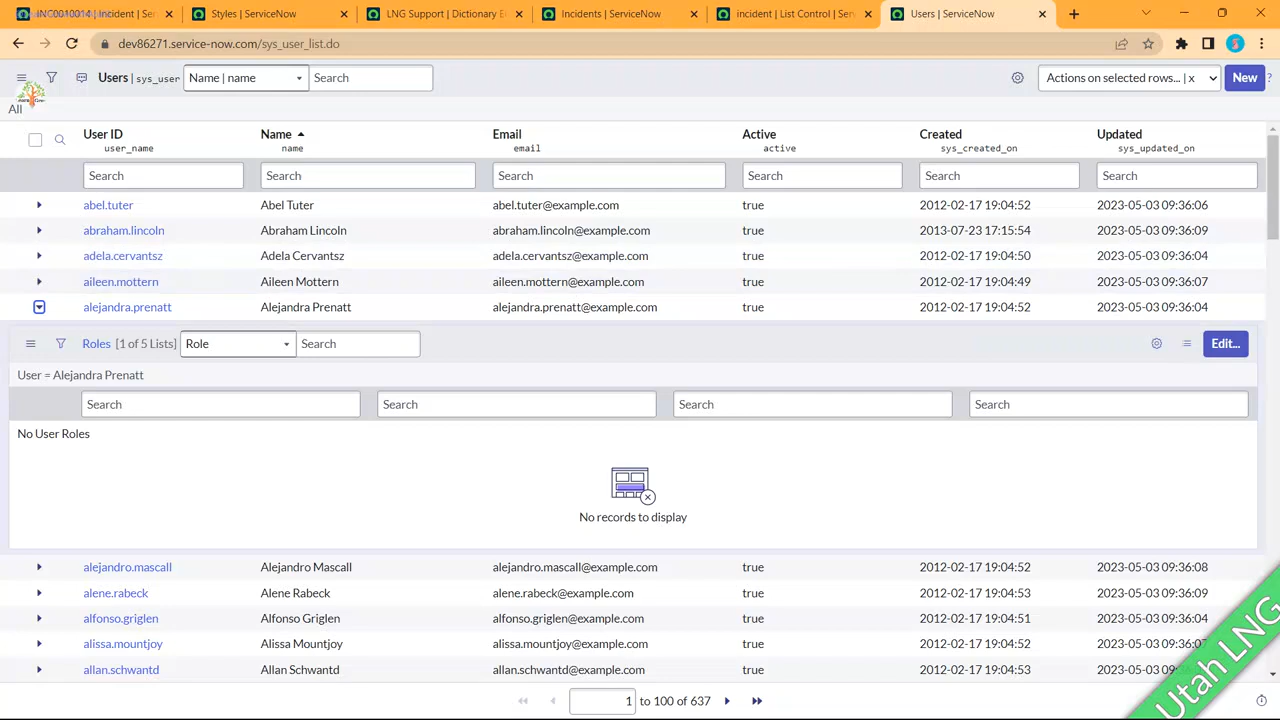 INC0010014 | Incident | Serv
Styles | ServiceNow
LNG Support | Dictionary E
Incidents | ServiceNow
incident | List Control | Serv
Users | ServiceNow
dev86271.service-now.com/sys_user_list.do
Users | sys_user
Name | name
Search
Actions on selected rows... | x
New
?
All
User ID Name Email Active Created Updated
user_name name email active sys_created_on sys_updated_on
Search Search Search Search Search Search
abel.tuter Abel Tuter abel.tuter@example.com true 2012-02-17 19:04:52 2023-05-03 09:36:06
abraham.lincoln Abraham Lincoln abraham.lincoln@example.com true 2013-07-23 17:15:54 2023-05-03 09:36:09
adela.cervantsz Adela Cervantsz adela.cervantsz@example.com true 2012-02-17 19:04:50 2023-05-03 09:36:04
aileen.mottern Aileen Mottern aileen.mottern@example.com true 2012-02-17 19:04:49 2023-05-03 09:36:07
alejandra.prenatt Alejandra Prenatt alejandra.prenatt@example.com true 2012-02-17 19:04:52 2023-05-03 09:36:04
Roles [1 of 5 Lists] Role Search Edit...
User = Alejandra Prenatt
Search Search Search Search
No User Roles
No records to display
alejandro.mascall Alejandro Mascall alejandro.mascall@example.com true 2012-02-17 19:04:52 2023-05-03 09:36:08
alene.rabeck Alene Rabeck alene.rabeck@example.com true 2012-02-17 19:04:52 2023-05-03 09:36:09
alfonso.griglen Alfonso Griglen alfonso.griglen@example.com true 2012-02-17 19:04:51 2023-05-03 09:36:04
alissa.mountjoy Alissa Mountjoy alissa.mountjoy@example.com true 2012-02-17 19:04:52 2023-05-03 09:36:07
allan.schwantd Allan Schwantd allan.schwantd@example.com true 2012-02-17 19:04:53 2023-05-03 09:36
1 to 100 of 637
Utah LNG